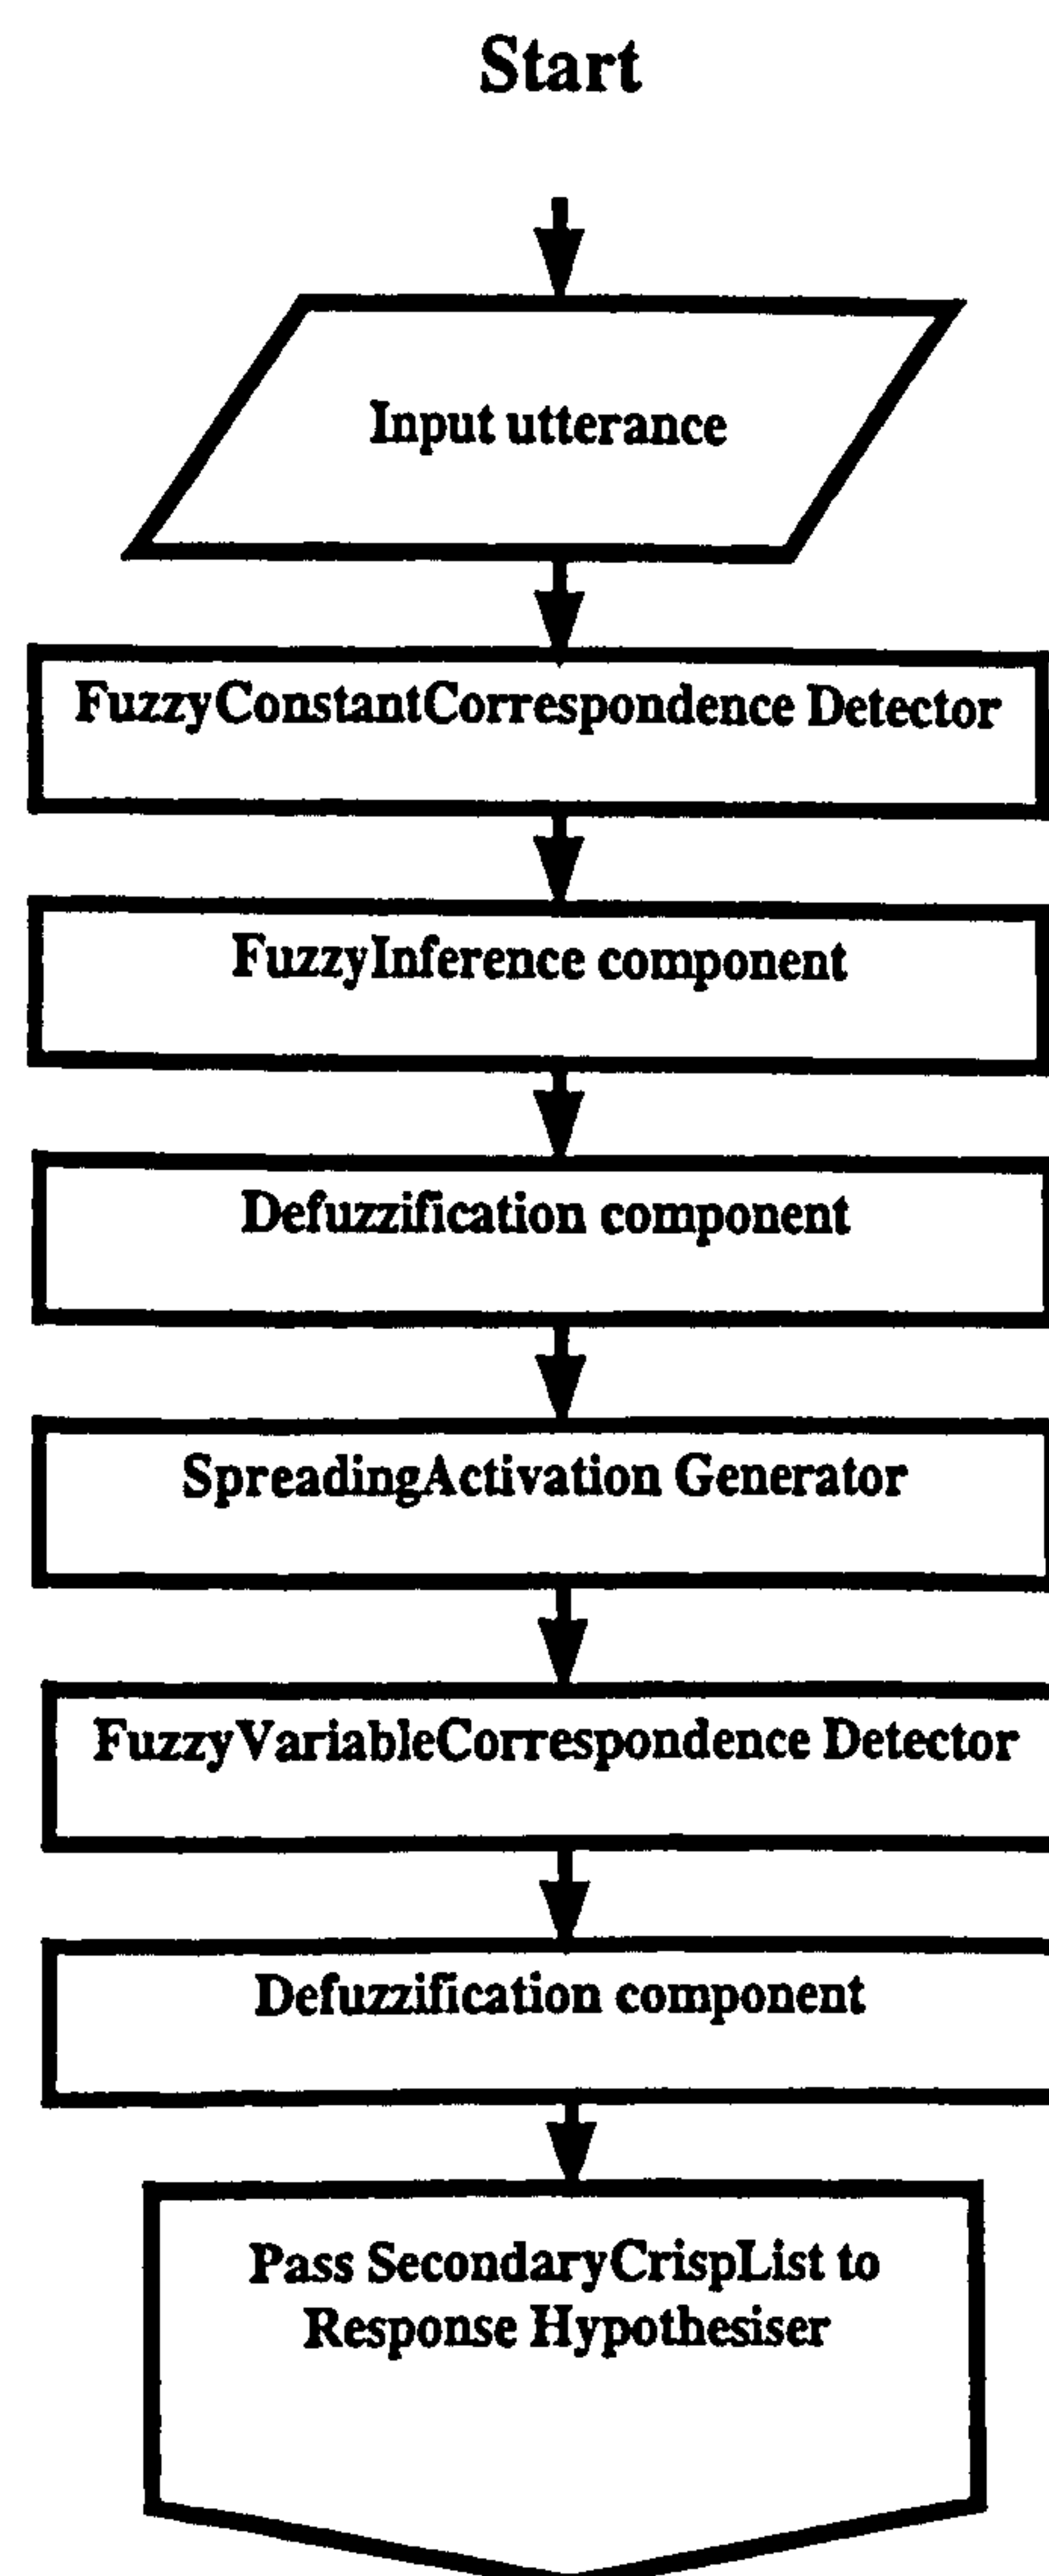 Start
Input utterance
FuzzyConstantCorrespondence Detector
FuzzyInference component
Defuzzification component
SpreadingActivation Generator
FuzzyVariableCorrespondence Detector
Defuzzification component
Pass SecondaryCrispList to
Response Hypothesiser